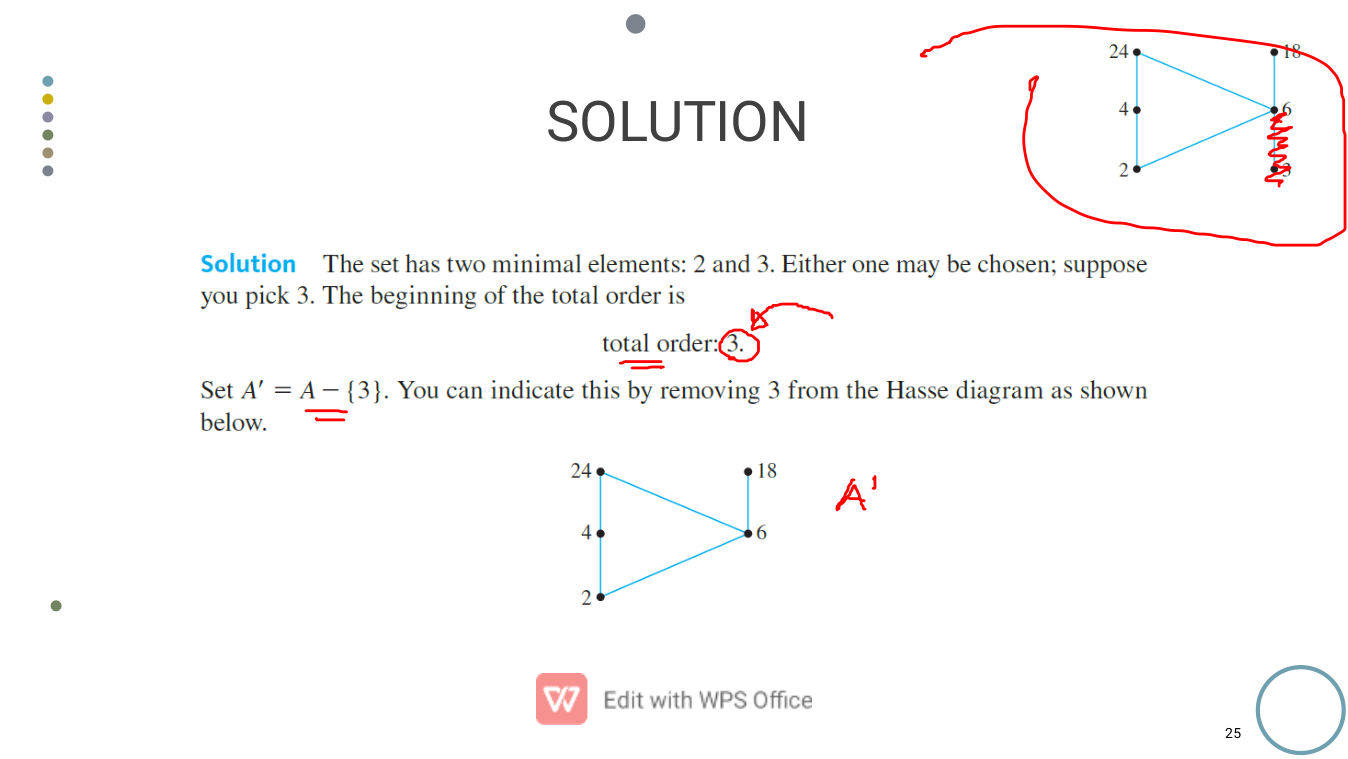 24 18
4 6
2 3
SOLUTION
Solution The set has two minimal elements: 2 and 3. Either one may be chosen; suppose
you pick 3. The beginning of the total order is
total order: 3.
Set A′ = A − {3}. You can indicate this by removing 3 from the Hasse diagram as shown
below.
24 18
A'
4 6
2
Edit with WPS Office
25